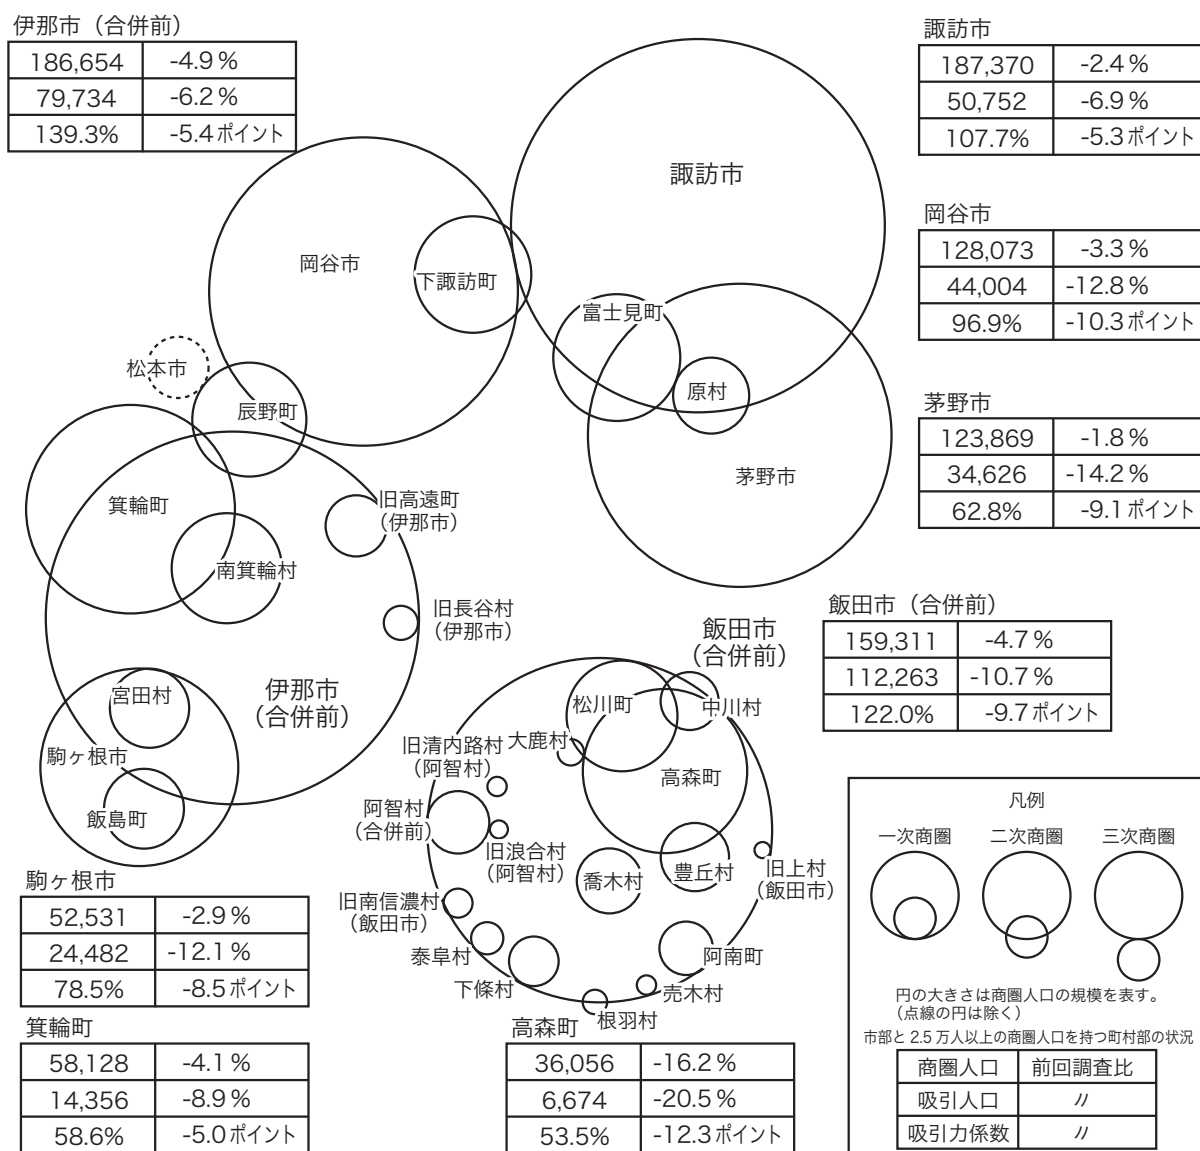 伊那市（合併前）
186,654 -4.9％
79,734 -6.2％
139.3% -5.4ポイント
諏訪市
187,370 -2.4％
50,752 -6.9％
107.7% -5.3ポイント
岡谷市
128,073 -3.3％
44,004 -12.8％
96.9% -10.3ポイント
茅野市
123,869 -1.8％
34,626 -14.2％
62.8% -9.1ポイント
諏訪市
岡谷市
下諏訪町
富士見町
原村
茅野市
松本市
辰野町
箕輪町
旧高遠町
（伊那市）
南箕輪村
旧長谷村
（伊那市）
伊那市
（合併前）
宮田村
駒ヶ根市
飯島町
飯田市
（合併前）
飯田市（合併前）
159,311 -4.7％
112,263 -10.7％
122.0% -9.7ポイント
松川町
中川村
大鹿村
旧清内路村
（阿智村）
高森町
阿智村
（合併前）
旧浪合村
（阿智村）
喬木村
豊丘村
旧上村
（飯田市）
旧南信濃村
（飯田市）
泰阜村
下條村
根羽村
売木村
阿南町
駒ヶ根市
52,531 -2.9％
24,482 -12.1％
78.5% -8.5ポイント
箕輪町
58,128 -4.1％
14,356 -8.9％
58.6% -5.0ポイント
高森町
36,056 -16.2％
6,674 -20.5％
53.5% -12.3ポイント
凡例
一次商圏 二次商圏 三次商圏
円の大きさは商圏人口の規模を表す。
（点線の円は除く）
市部と 2.5 万人以上の商圏人口を持つ町村部の状況
商圏人口 前回調査比
吸引人口 〃
吸引力係数 〃